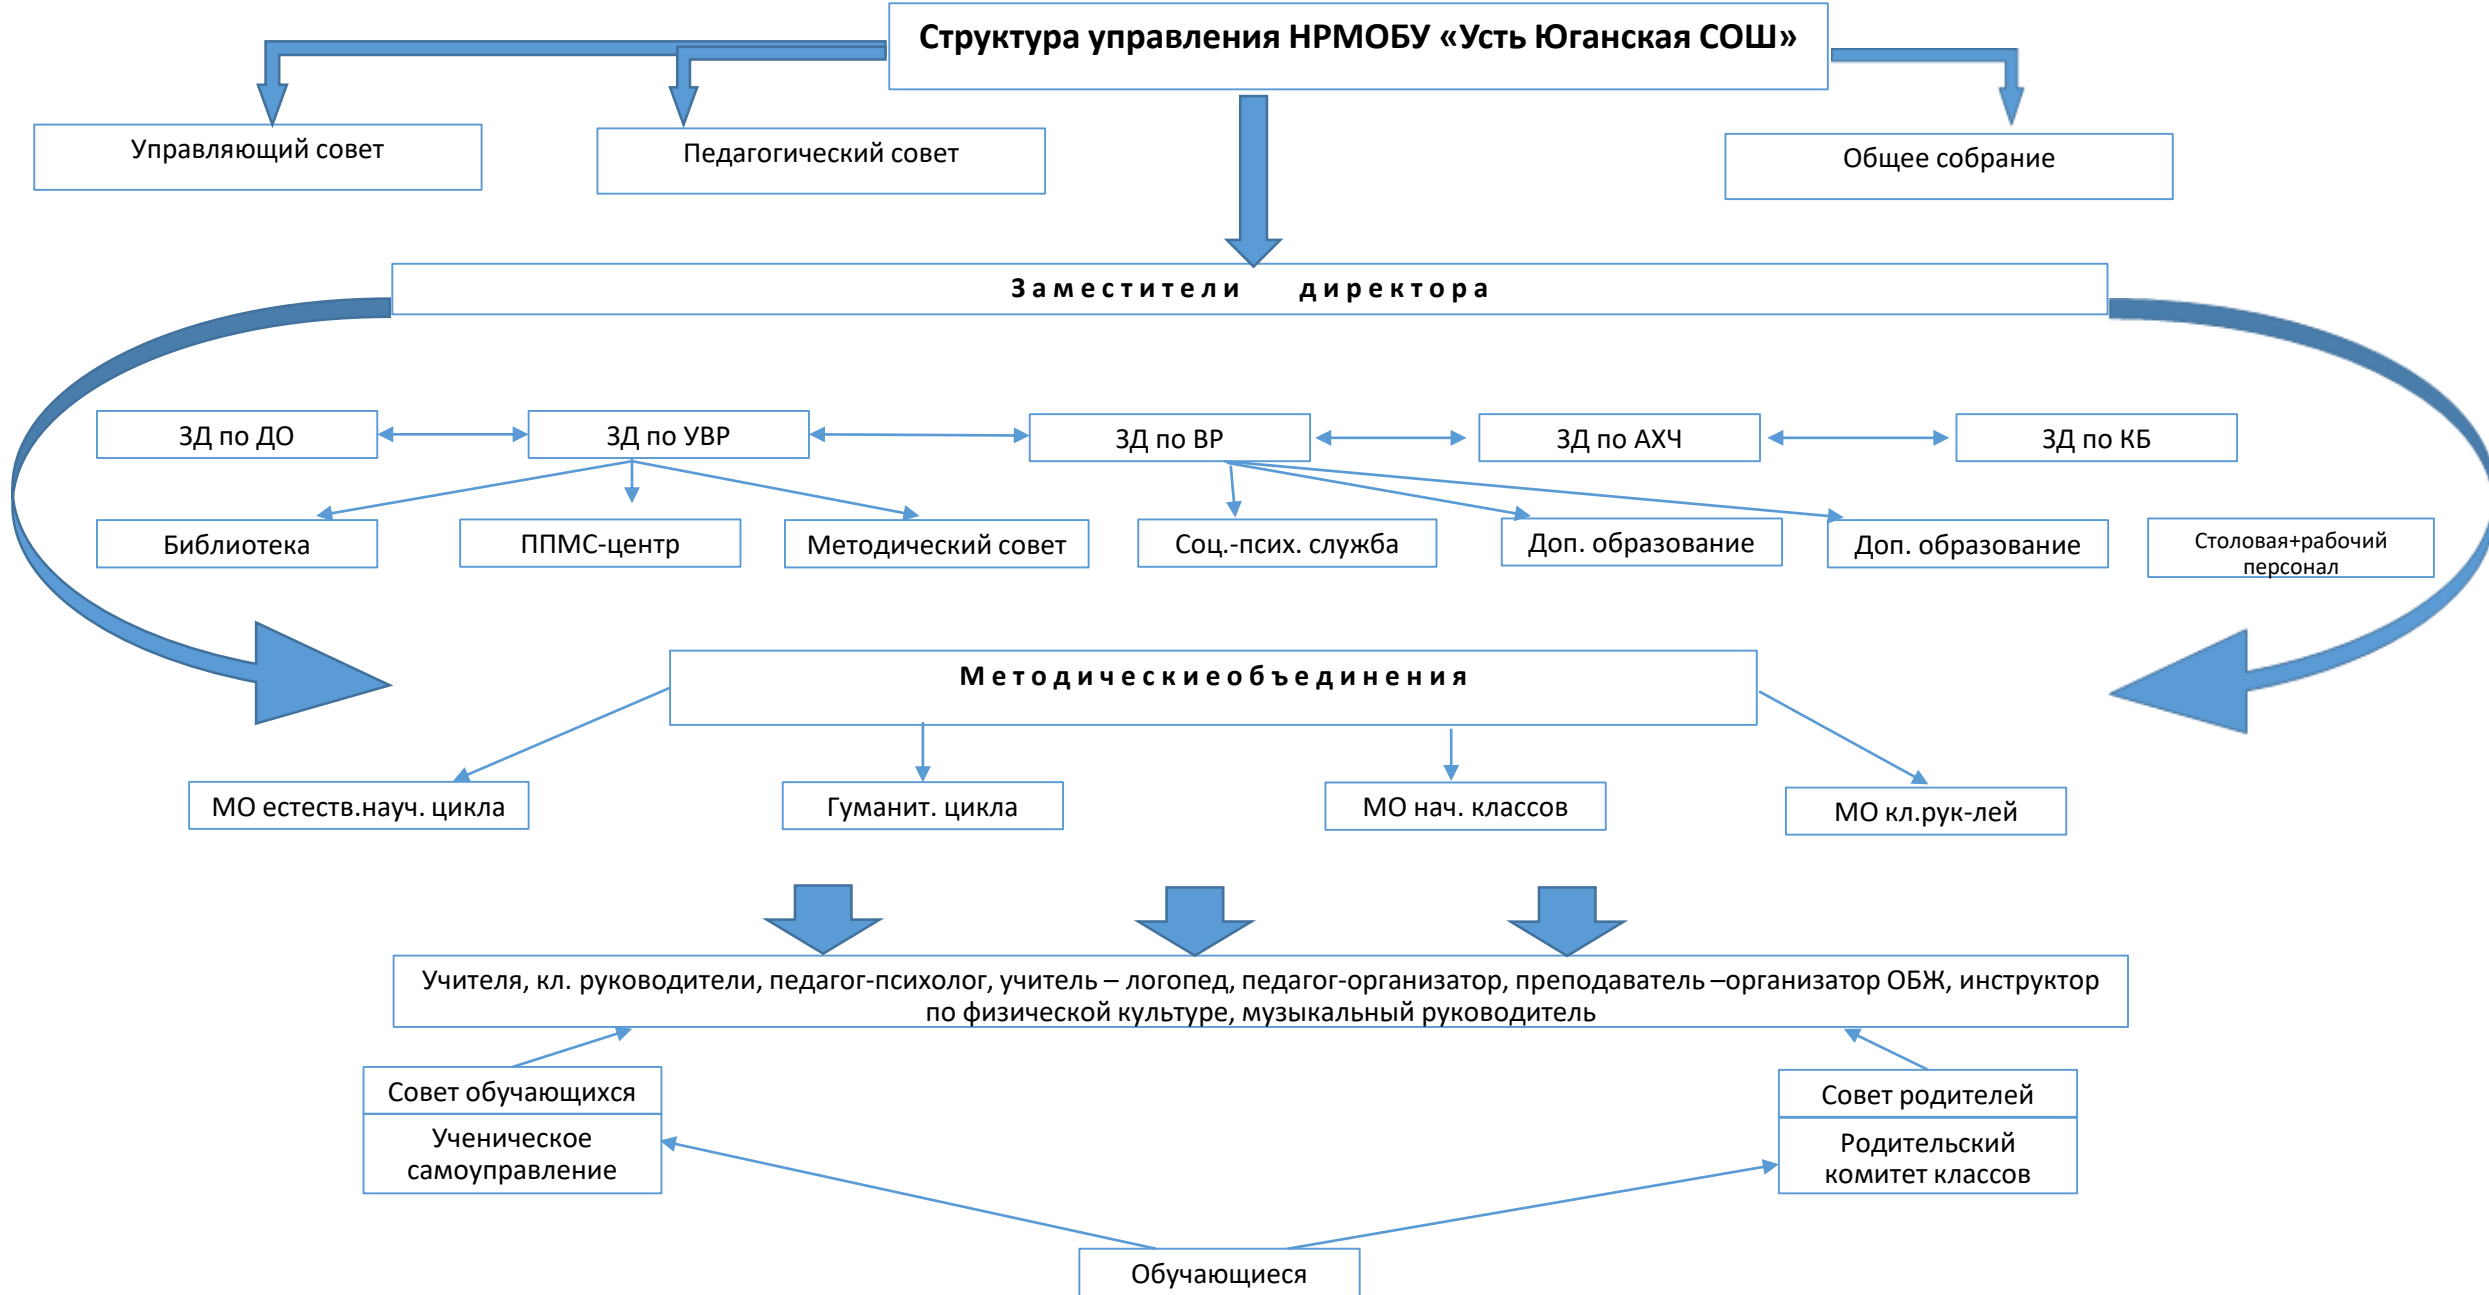 Структура управления НРМОБУ «Усть Юганская СОШ»
Управляющий совет
Педагогический совет
Общее собрание
Заместители директора
ЗД по ДО
ЗД по УВР
ЗД по ВР
ЗД по АХЧ
ЗД по КБ
Библиотека
ППМС-центр
Методический совет
Соц.-псих. служба
Доп. образование
Доп. образование
Столовая+рабочий
персонал
Методическиеобъединения
МО естеств.науч. цикла
Гуманит. цикла
МО нач. классов
МО кл.рук-лей
Учителя, кл. руководители, педагог-психолог, учитель – логопед, педагог-организатор, преподаватель –организатор ОБЖ, инструктор
по физической культуре, музыкальный руководитель
Совет обучающихся
Ученическое
самоуправление
Совет родителей
Родительский
комитет классов
Обучающиеся